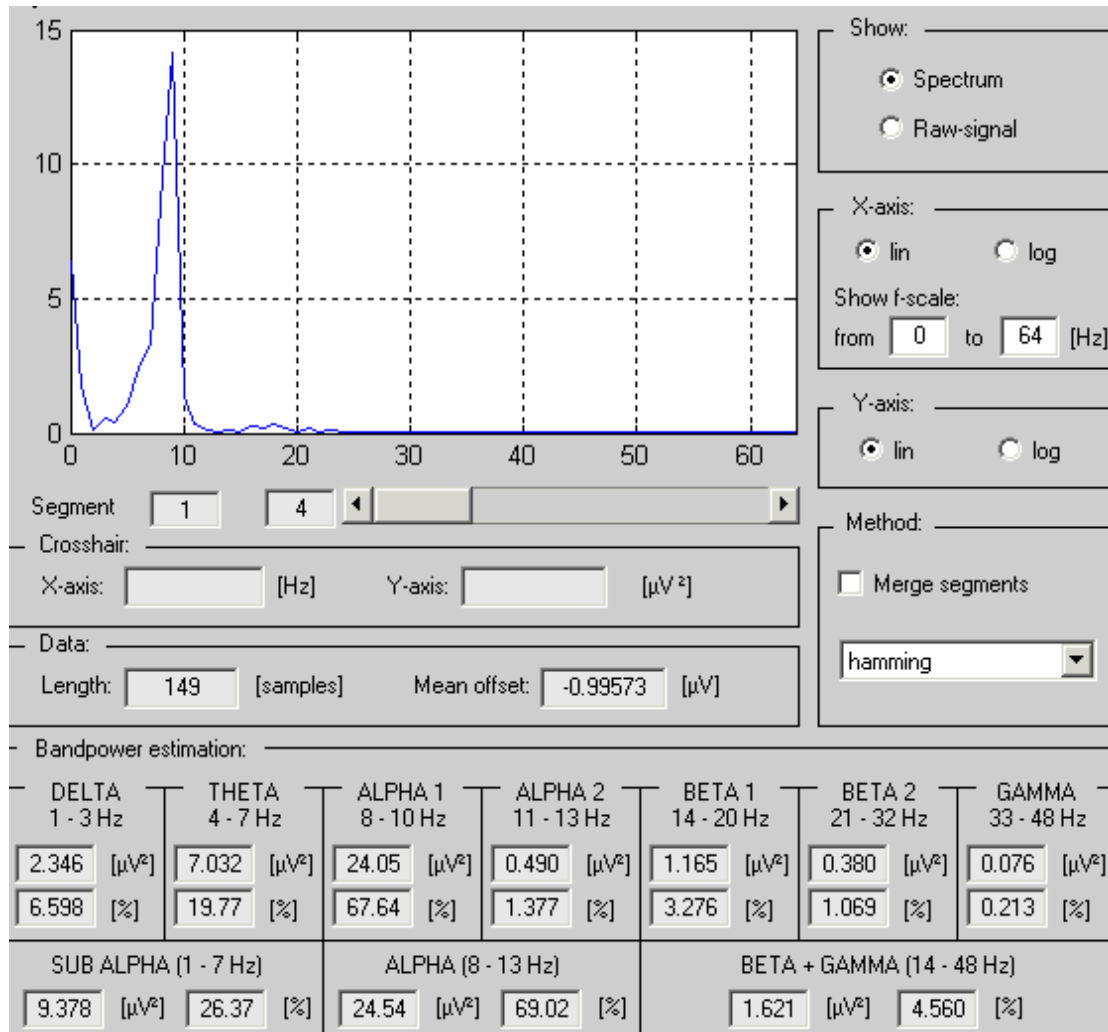 15
10
5
0
0 10 20 30 40 50 60
Show:
Spectrum
Raw-signal
X-axis:
lin log
Show f-scale:
from 0 to 64 [Hz]
Y-axis:
lin log
Segment 1 4
Crosshair:
X-axis: [Hz] Y-axis: [µV²]
Data:
Length: 149 [samples] Mean offset: -0.99573 [µV]
Method:
Merge segments
hamming
Bandpower estimation:
DELTA THETA ALPHA 1 ALPHA 2 BETA 1 BETA 2 GAMMA
1 - 3 Hz 4 - 7 Hz 8 - 10 Hz 11 - 13 Hz 14 - 20 Hz 21 - 32 Hz 33 - 48 Hz
2.346 [µV²] 7.032 [µV²] 24.05 [µV²] 0.490 [µV²] 1.165 [µV²] 0.380 [µV²] 0.076 [µV²]
6.598 [%] 19.77 [%] 67.64 [%] 1.377 [%] 3.276 [%] 1.069 [%] 0.213 [%]
SUB ALPHA (1 - 7 Hz) ALPHA (8 - 13 Hz) BETA + GAMMA (14 - 48 Hz)
9.378 [µV²] 26.37 [%] 24.54 [µV²] 69.02 [%] 1.621 [µV²] 4.560 [%]